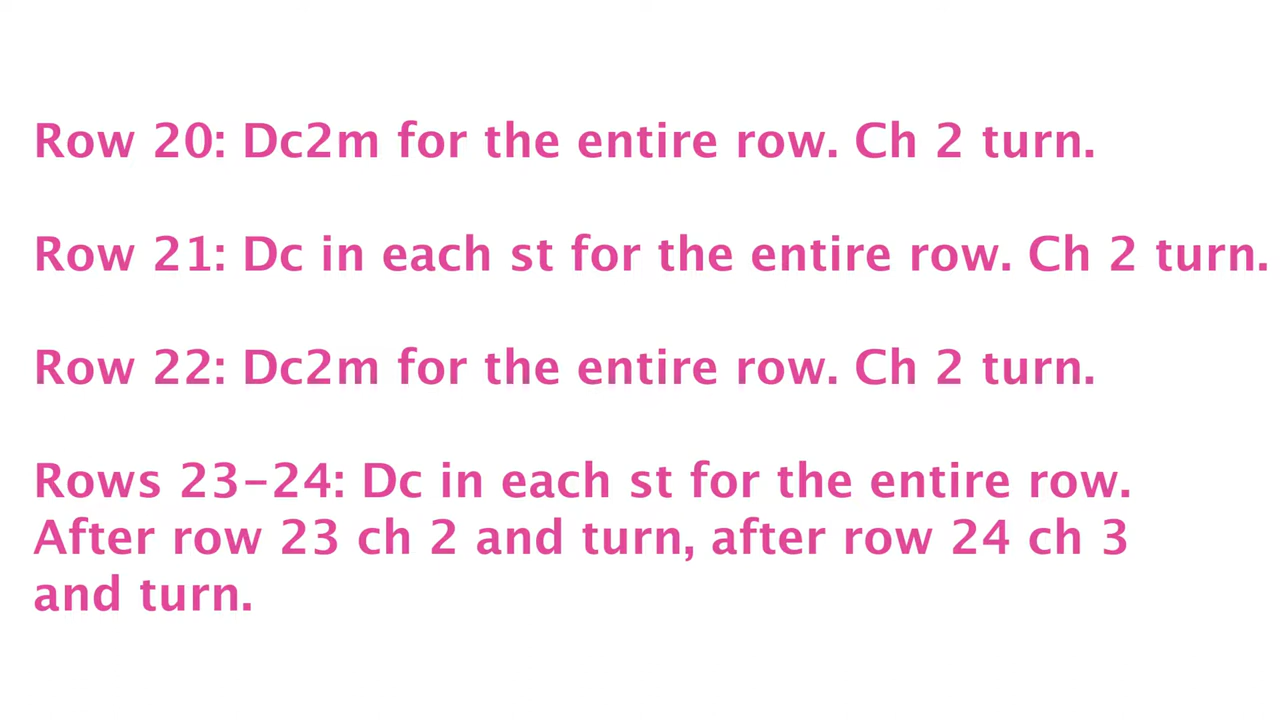 Row 20: Dc2m for the entire row. Ch 2 turn.
Row 21: Dc in each st for the entire row. Ch 2 turn.
Row 22: Dc2m for the entire row. Ch 2 turn.
Rows 23-24: Dc in each st for the entire row.
After row 23 ch 2 and turn, after row 24 ch 3
and turn.